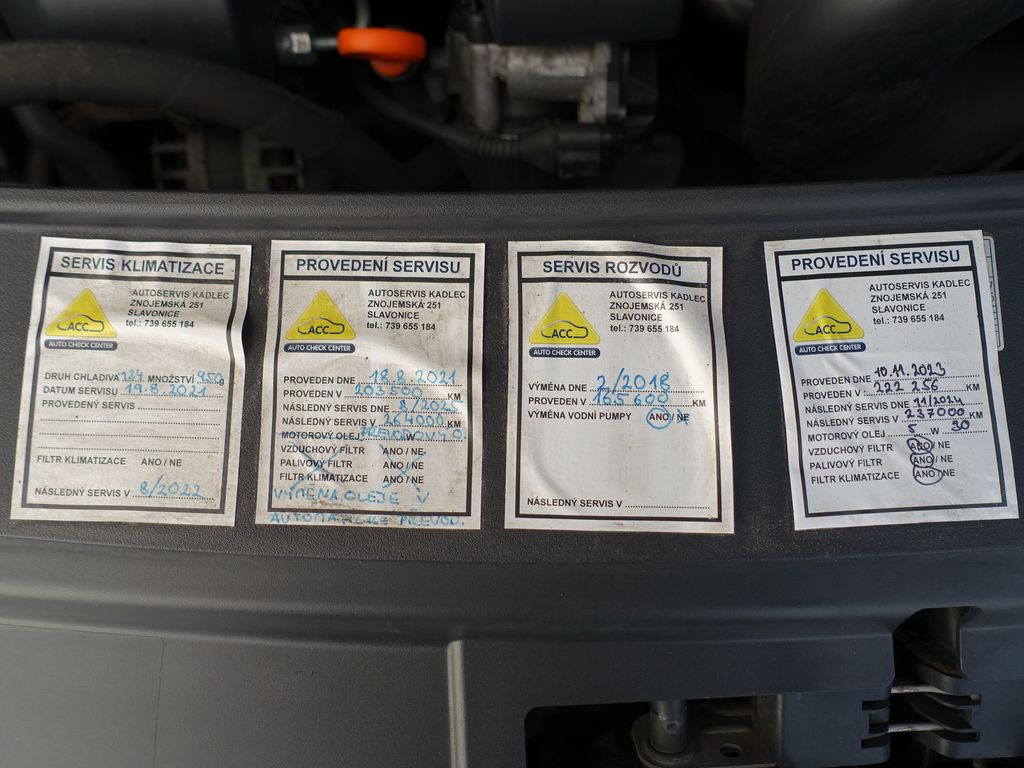 SERVIS KLIMATIZACE
AUTOSERVIS KADLEC
ZNOJEMSKÁ 251
SLAVONICE
tel.: 739 655 184
ACC
AUTO CHECK CENTER
DRUH CHLADIVA 134 MNOŽSTVÍ 950g
DATUM SERVISU 19.8.2021
PROVEDENÝ SERVIS
FILTR KLIMATIZACE ANO / NE
NÁSLEDNÝ SERVIS V 8/2022
PROVEDENÍ SERVISU
AUTOSERVIS KADLEC
ZNOJEMSKÁ 251
SLAVONICE
tel.: 739 655 184
ACC
AUTO CHECK CENTER
PROVEDEN DNE 18.8.2021
PROVEDEN V KM
NÁSLEDNÝ SERVIS DNE
NÁSLEDNÝ SERVIS V 264000 KM
MOTOROVÝ OLEJ PŘEVODOVÝ O. W
VZDUCHOVÝ FILTR ANO / NE
PALIVOVÝ FILTR ANO / NE
FILTR KLIMATIZACE ANO / NE
VÝMĚNA OLEJE V
AUTOMATICKÉ PŘEVOD.
SERVIS ROZVODŮ
AUTOSERVIS KADLEC
ZNOJEMSKÁ 251
SLAVONICE
tel.: 739 655 184
ACC
AUTO CHECK CENTER
VÝMĚNA DNE 2/2018
PROVEDEN V 165 600 KM
VÝMĚNA VODNÍ PUMPY ANO / NE
NÁSLEDNÝ SERVIS V
PROVEDENÍ SERVISU
AUTOSERVIS KADLEC
ZNOJEMSKÁ 251
SLAVONICE
tel.: 739 655 184
ACC
AUTO CHECK CENTER
PROVEDEN DNE 10.11.2023
PROVEDEN V 222 256 KM
NÁSLEDNÝ SERVIS DNE 11/2024
NÁSLEDNÝ SERVIS V 237000 KM
MOTOROVÝ OLEJ 5 W 30
VZDUCHOVÝ FILTR ANO / NE
PALIVOVÝ FILTR ANO / NE
FILTR KLIMATIZACE ANO / NE